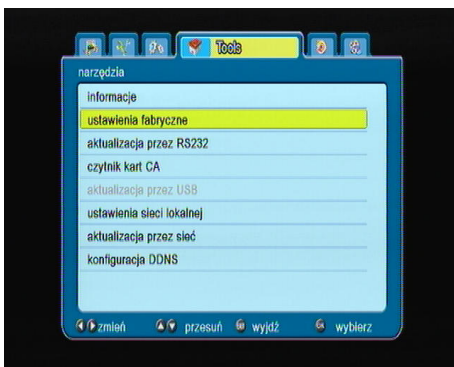 Tools
narzędzia
informacje
ustawienia fabryczne
aktualizacja przez RS232
czytnik kart CA
aktualizacja przez USB
ustawienia sieci lokalnej
aktualizacja przez sieć
konfiguracja DDNS
zmień przesuń wyjdź OK wybierz